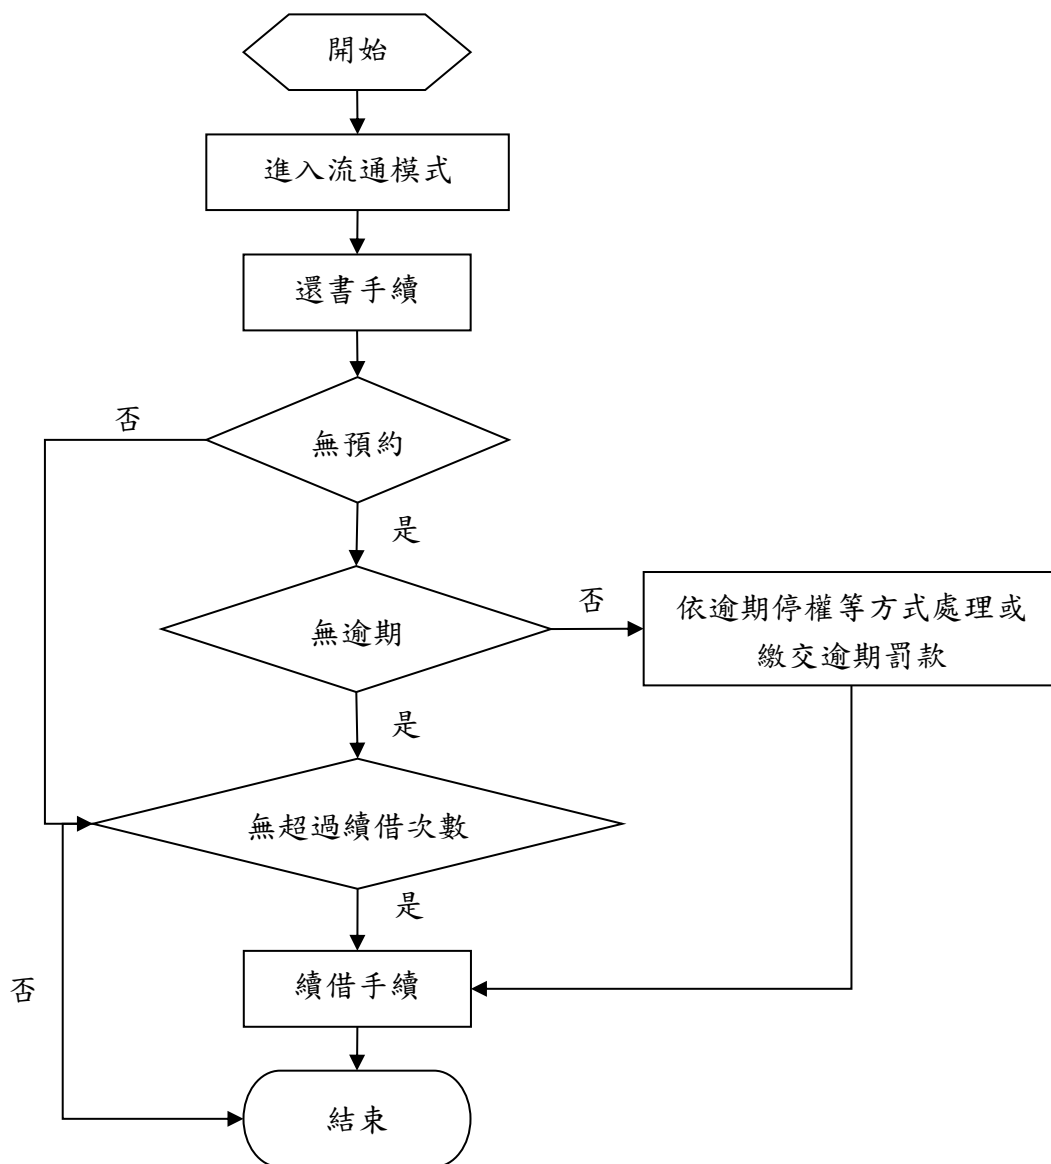 開始
進入流通模式
還書手續
否
無預約
是
無逾期
否
依逾期停權等方式處理或
繳交逾期罰款
是
無超過續借次數
是
續借手續
否
結束